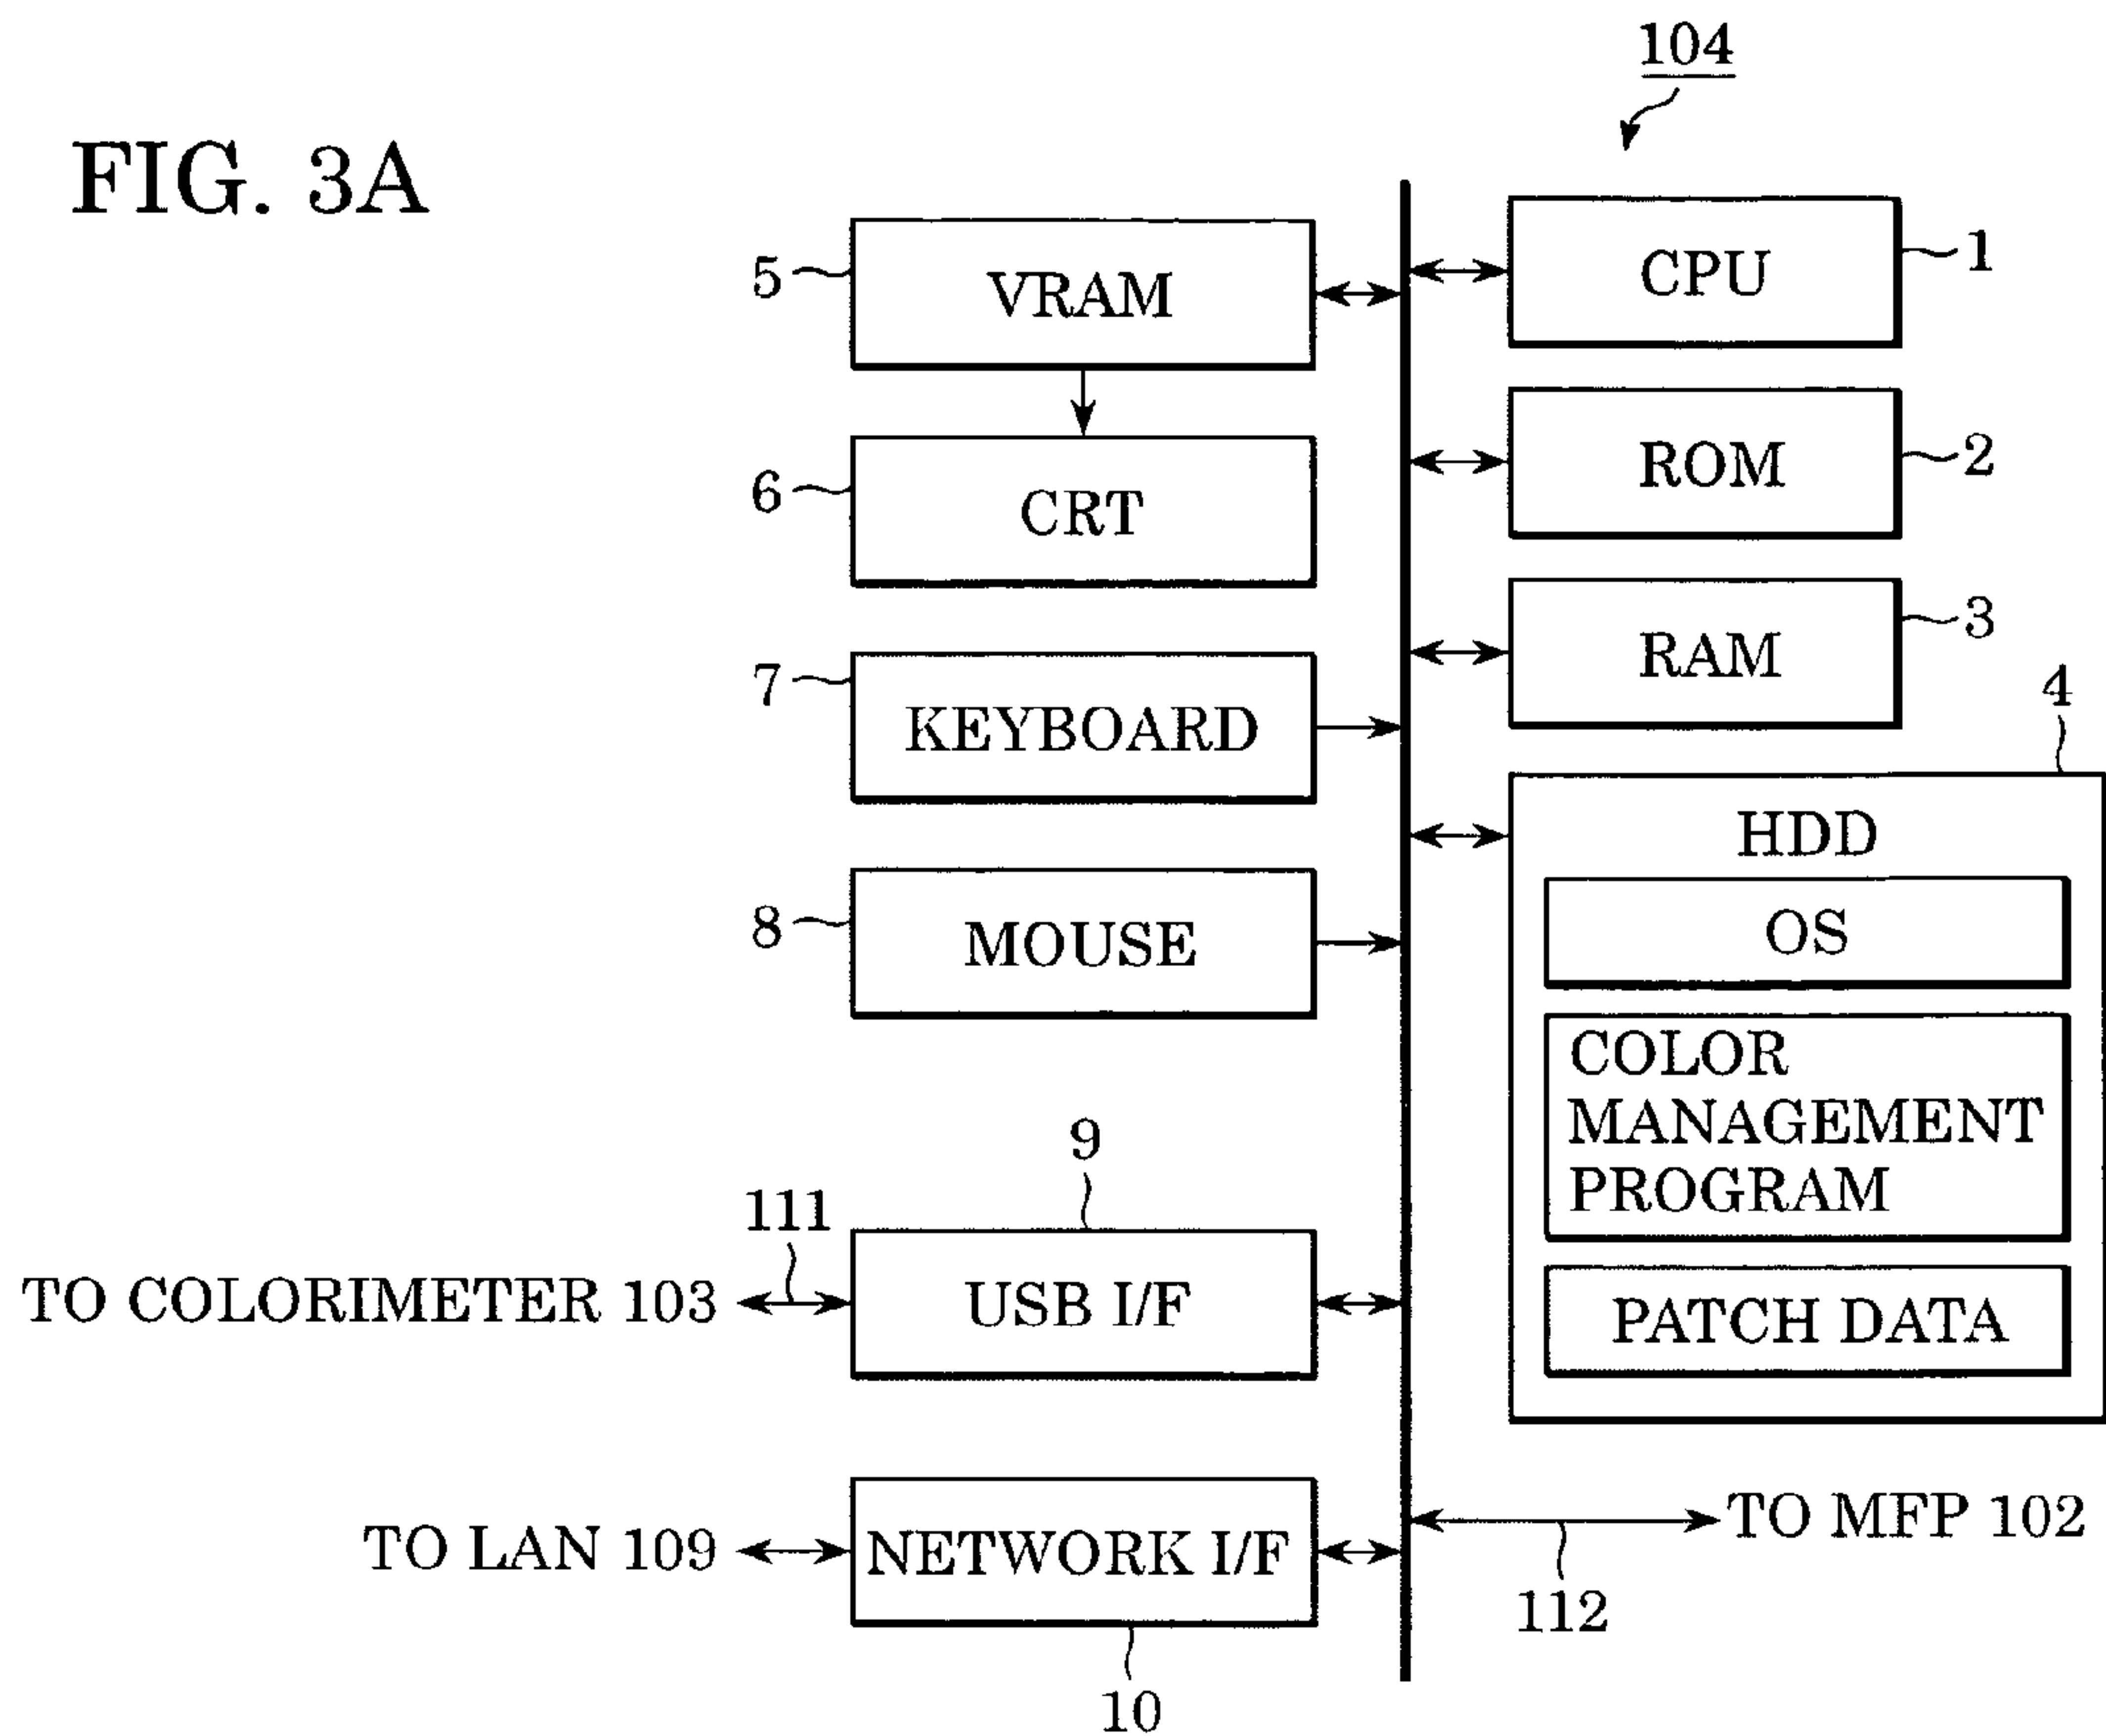 104
FIG. 3A
5
VRAM
CPU
1
6
CRT
ROM
2
7
KEYBOARD
RAM
3
4
8
MOUSE
HDD
OS
COLOR
MANAGEMENT
PROGRAM
PATCH DATA
9
111
TO COLORIMETER 103
USB I/F
TO LAN 109
NETWORK I/F
TO MFP 102
112
10